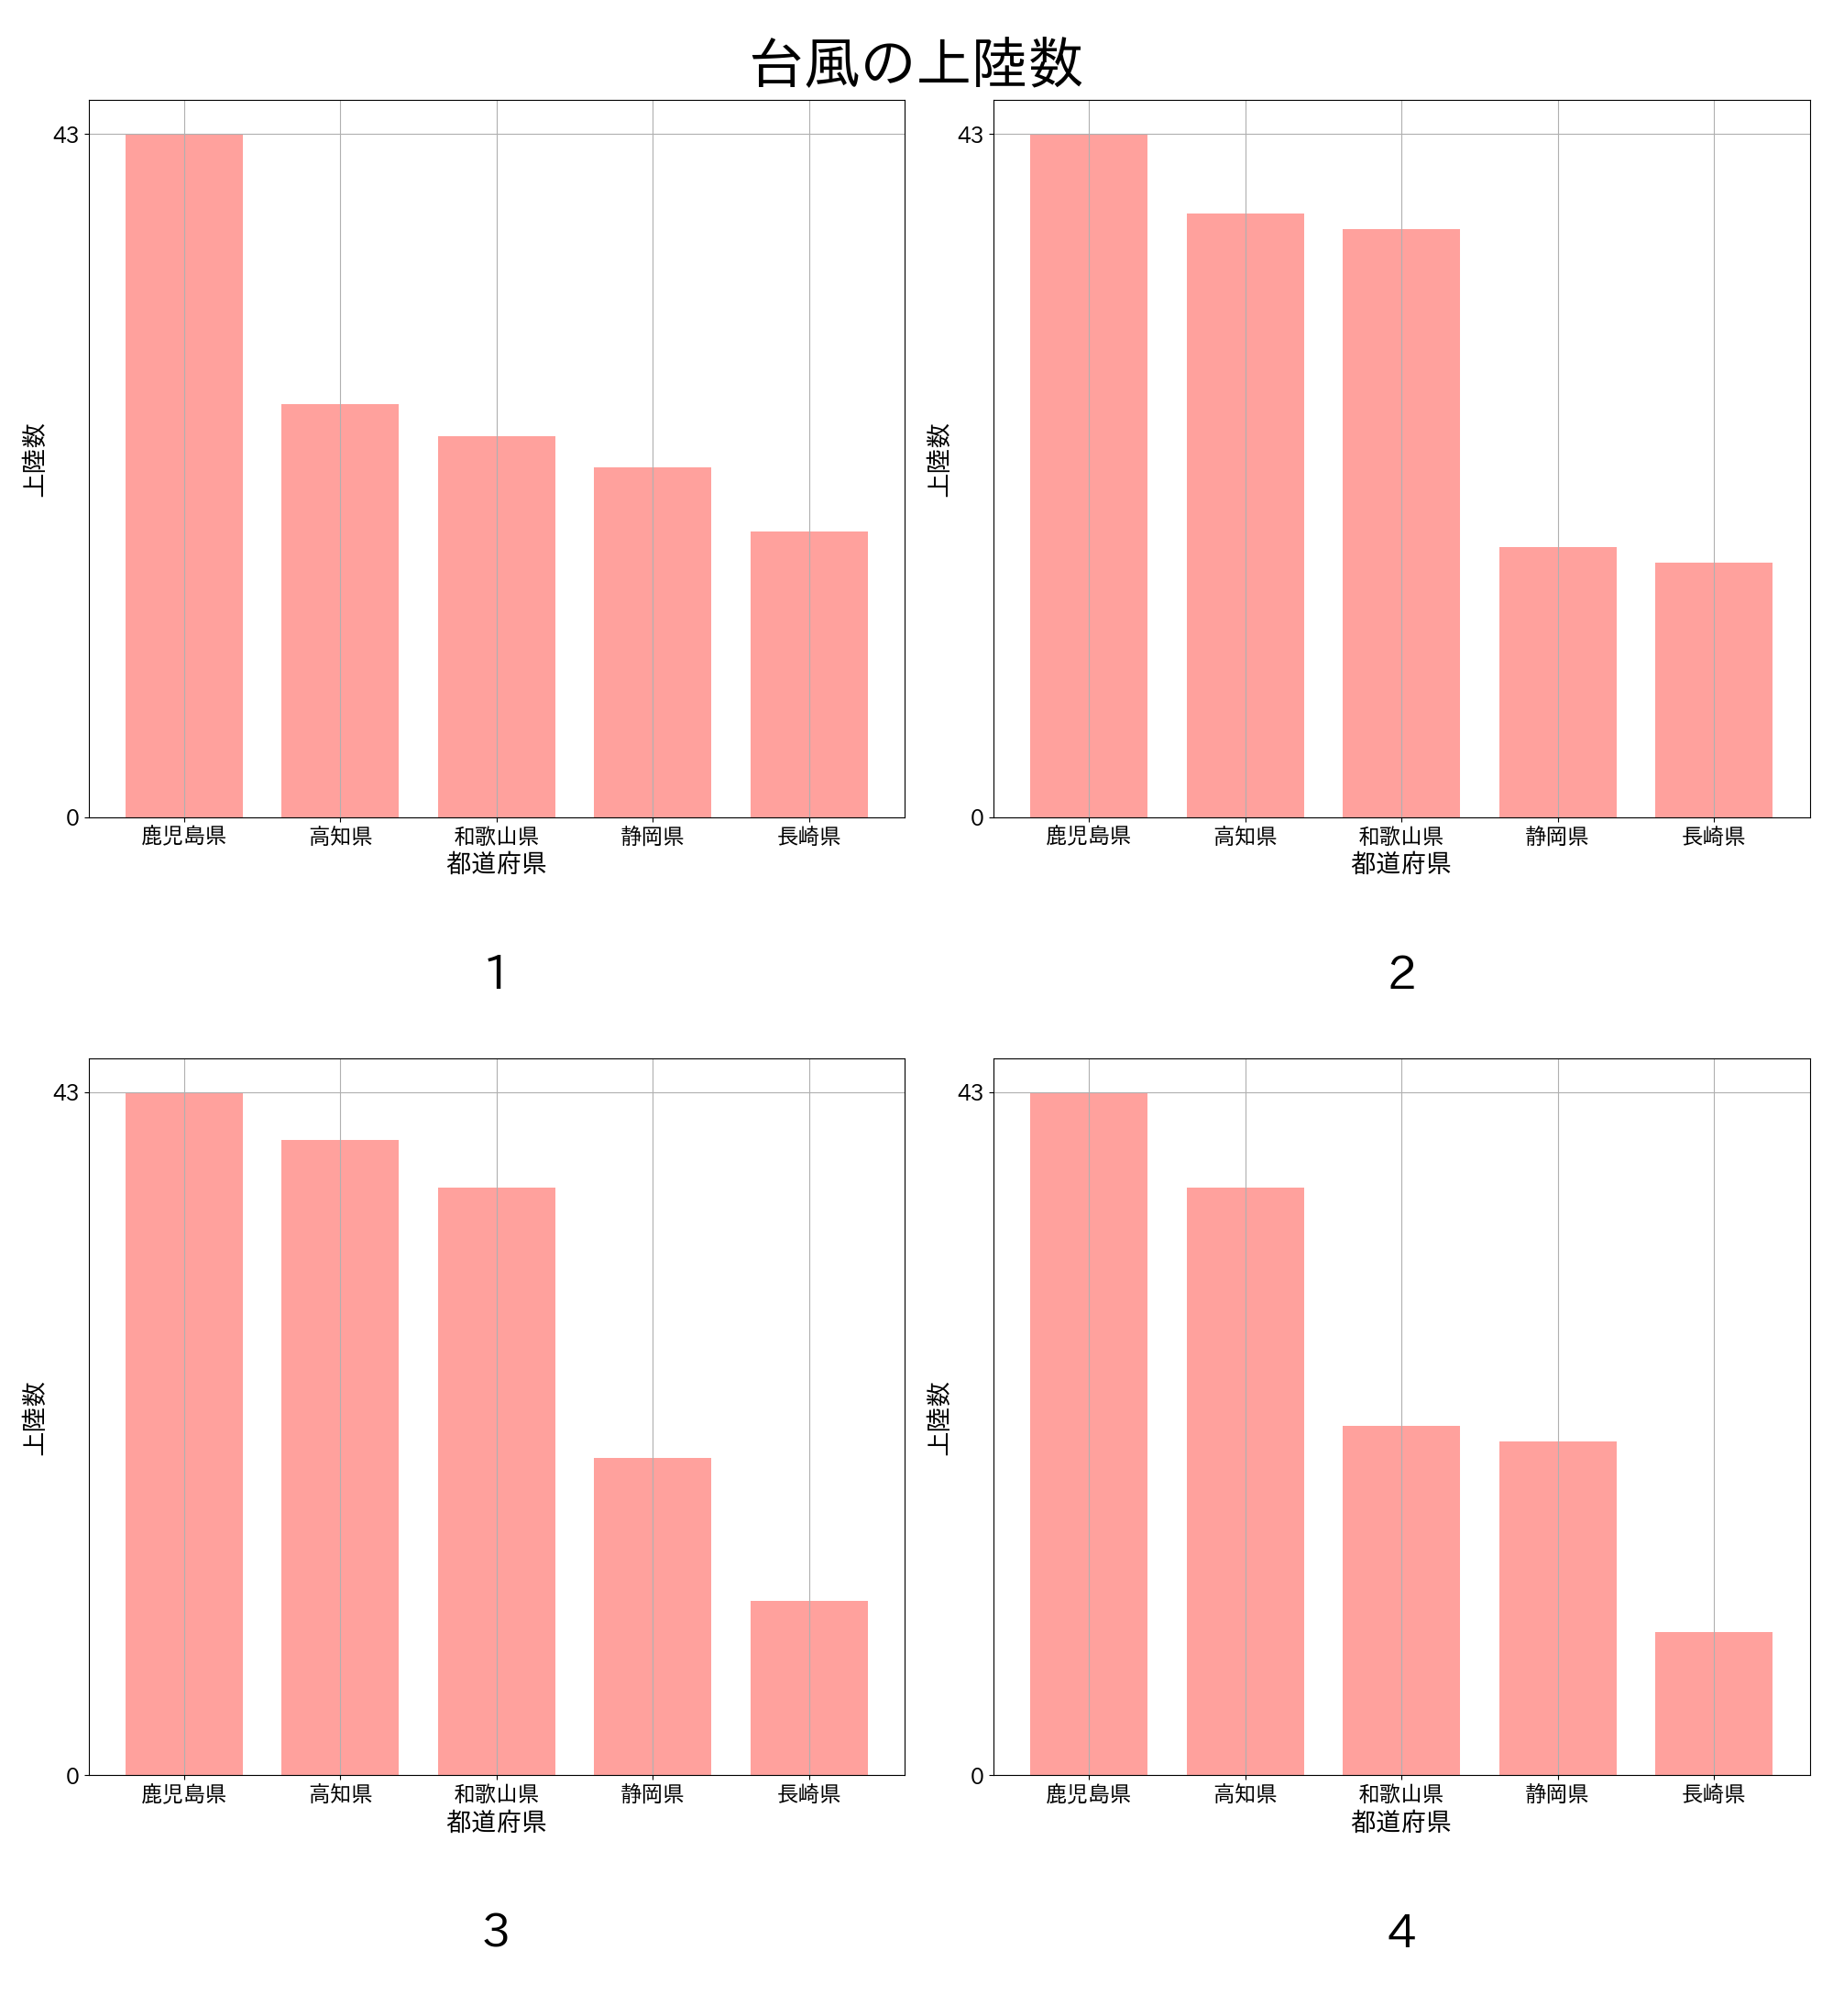 台風の上陸数
43
0
上陸数
鹿児島県 高知県 和歌山県 静岡県 長崎県
都道府県
1
43
0
上陸数
鹿児島県 高知県 和歌山県 静岡県 長崎県
都道府県
2
43
0
上陸数
鹿児島県 高知県 和歌山県 静岡県 長崎県
都道府県
3
43
0
上陸数
鹿児島県 高知県 和歌山県 静岡県 長崎県
都道府県
4